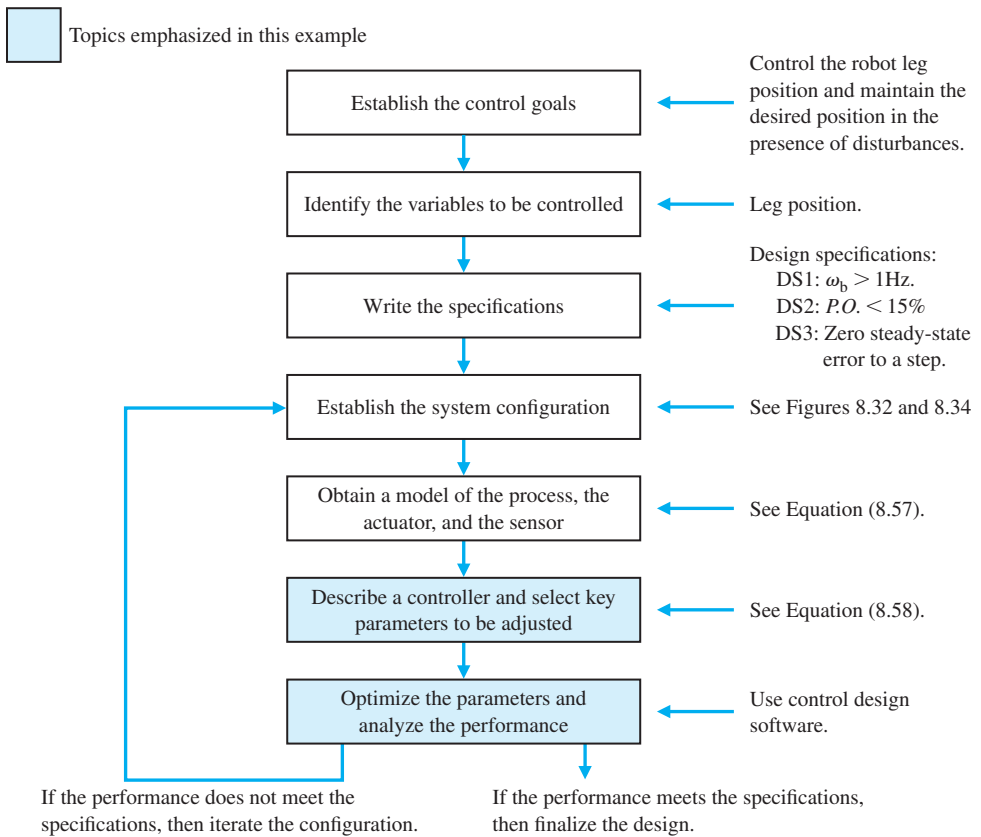 Topics emphasized in this example
Establish the control goals
Control the robot leg
position and maintain the
desired position in the
presence of disturbances.
Identify the variables to be controlled
Leg position.
Write the specifications
Design specifications:
DS1: ω_b > 1Hz.
DS2: P.O. < 15%
DS3: Zero steady-state
error to a step.
Establish the system configuration
See Figures 8.32 and 8.34
Obtain a model of the process, the
actuator, and the sensor
See Equation (8.57).
Describe a controller and select key
parameters to be adjusted
See Equation (8.58).
Optimize the parameters and
analyze the performance
Use control design
software.
If the performance does not meet the
specifications, then iterate the configuration.
If the performance meets the specifications,
then finalize the design.